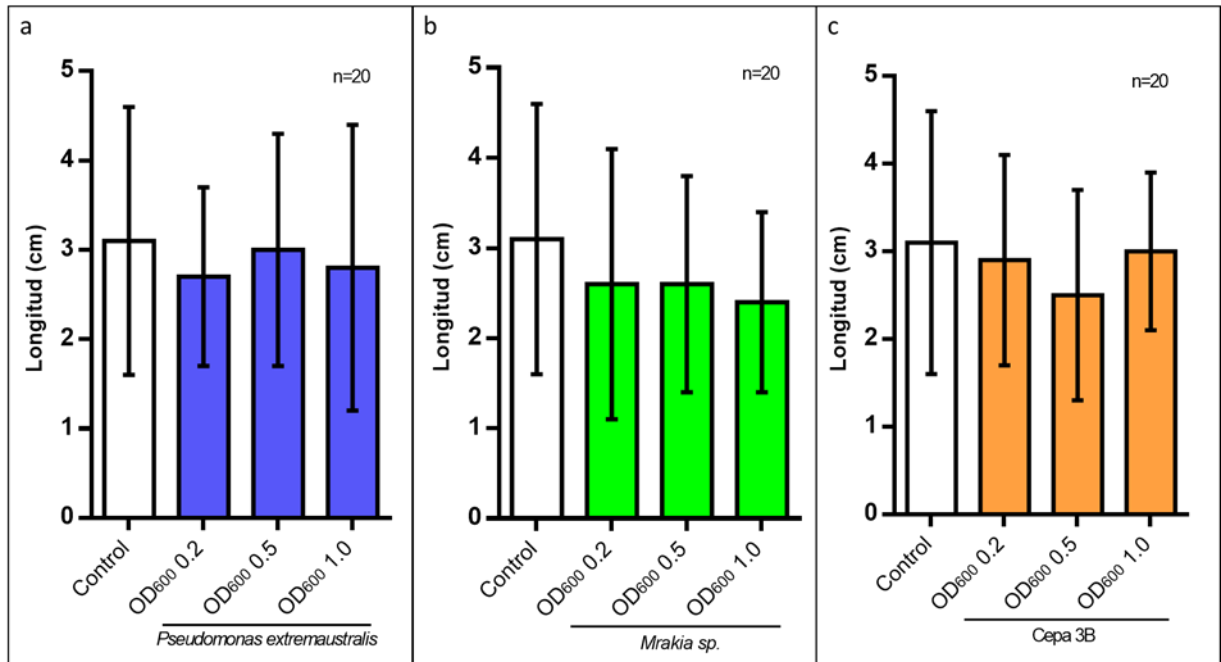 a
n=20
Longitud (cm)
5
4
3
2
1
0
Control
OD600 0.2
OD600 0.5
OD600 1.0
Pseudomonas extremaustralis
b
n=20
Longitud (cm)
5
4
3
2
1
0
Control
OD600 0.2
OD600 0.5
OD600 1.0
Mrakia sp.
c
n=20
Longitud (cm)
5
4
3
2
1
0
Control
OD600 0.2
OD600 0.5
OD600 1.0
Cepa 3B